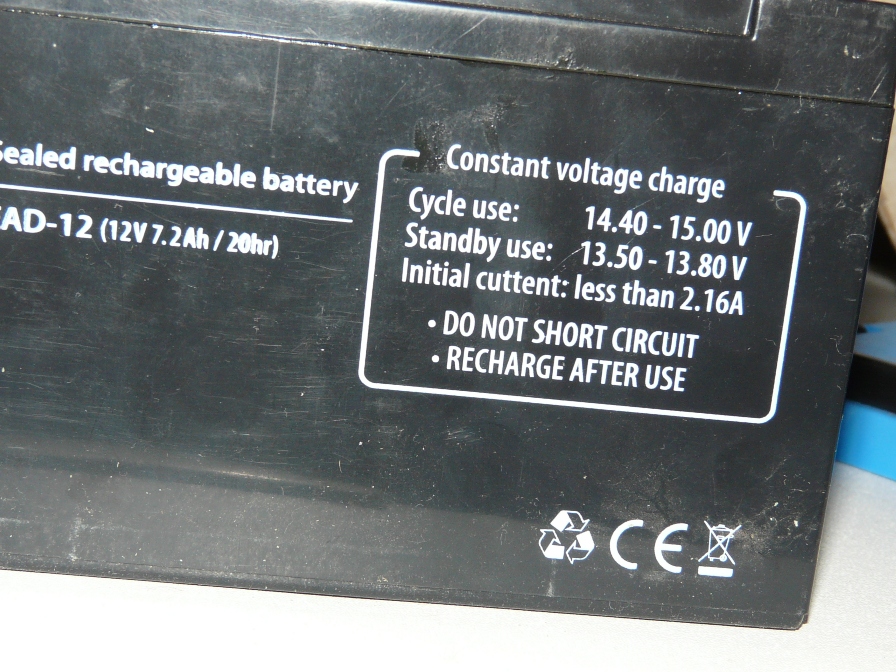 Sealed rechargeable battery
AD-12 (12V 7.2Ah / 20hr)
Constant voltage charge
Cycle use: 14.40 - 15.00 V
Standby use: 13.50 - 13.80 V
Initial cuttent: less than 2.16A
• DO NOT SHORT CIRCUIT
• RECHARGE AFTER USE
CE